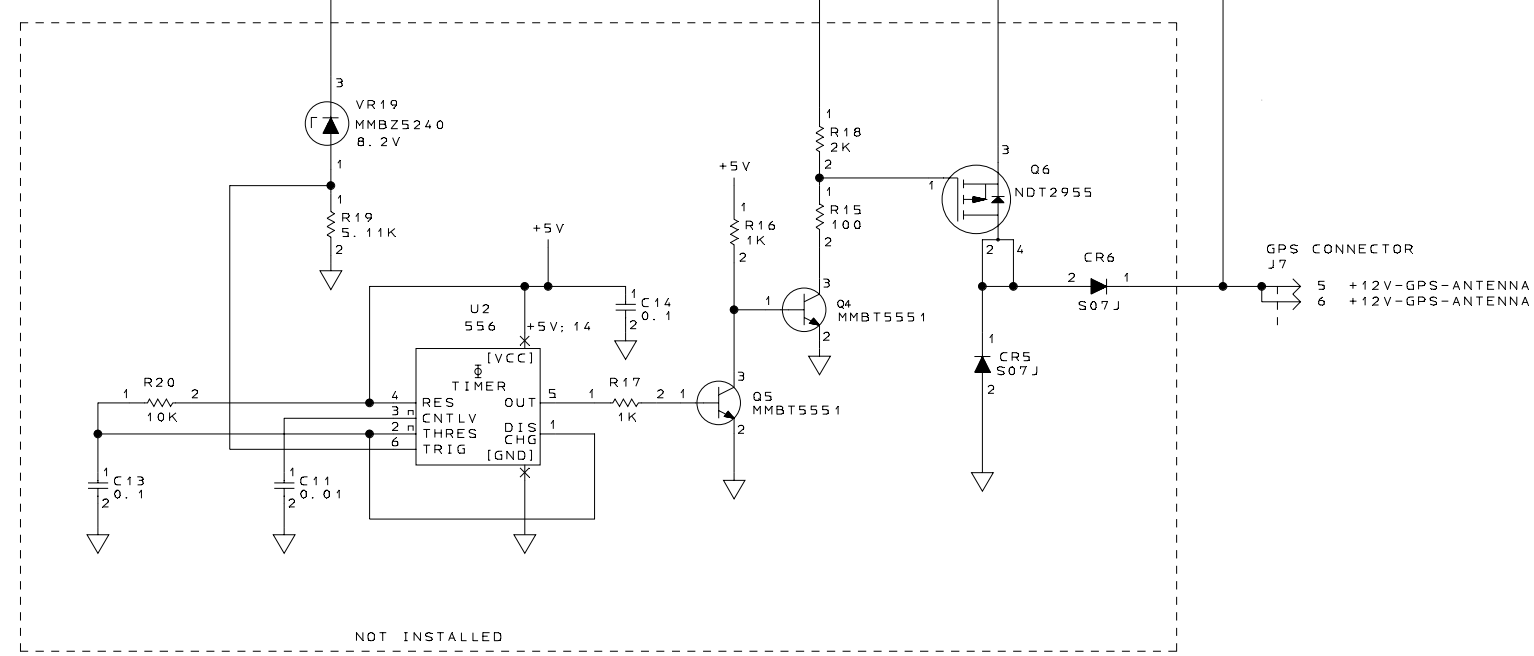 3
VR19
MMBZ5240
8.2V
1
1
R19
5.11K
2
+5V
U2
556
+5V; 14
1
C14
0.1
2
[VCC]
Φ
TIMER
1
R20
2
10K
4
RES
3
CNTLV
2
THRES
6
TRIG
OUT
5
DIS
CHG
1
[GND]
1
C13
0.1
2
1
C11
0.01
2
1
R17
2
1K
1
3
Q5
MMBT5551
2
+5V
1
R16
1K
2
1
R18
2K
2
1
R15
100
2
1
3
Q4
MMBT5551
2
3
Q6
1
NDT2955
2
4
CR6
2
1
S07J
1
CR5
S07J
2
GPS CONNECTOR
J7
5 +12V-GPS-ANTENNA
6 +12V-GPS-ANTENNA
NOT INSTALLED